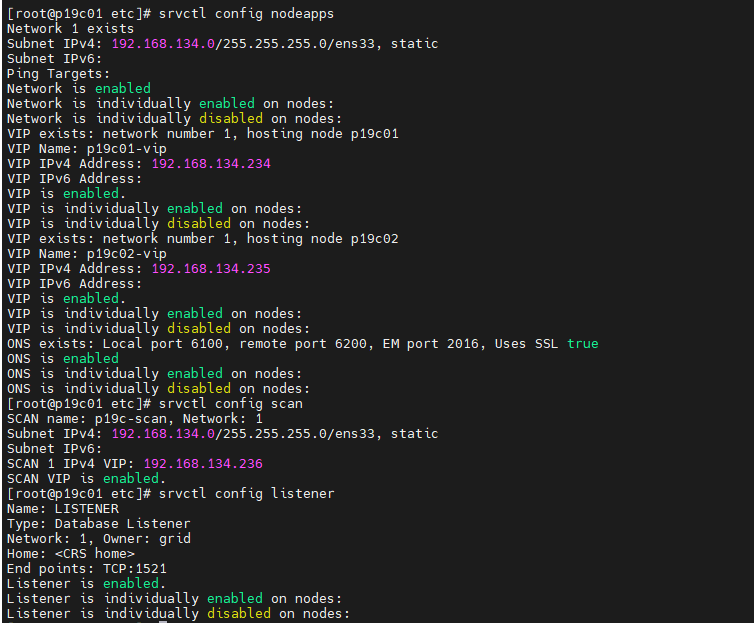 [root@p19c01 etc]# srvctl config nodeapps
Network 1 exists
Subnet IPv4: 192.168.134.0/255.255.255.0/ens33, static
Subnet IPv6:
Ping Targets:
Network is enabled
Network is individually enabled on nodes:
Network is individually disabled on nodes:
VIP exists: network number 1, hosting node p19c01
VIP Name: p19c01-vip
VIP IPv4 Address: 192.168.134.234
VIP IPv6 Address:
VIP is enabled.
VIP is individually enabled on nodes:
VIP is individually disabled on nodes:
VIP exists: network number 1, hosting node p19c02
VIP Name: p19c02-vip
VIP IPv4 Address: 192.168.134.235
VIP IPv6 Address:
VIP is enabled.
VIP is individually enabled on nodes:
VIP is individually disabled on nodes:
ONS exists: Local port 6100, remote port 6200, EM port 2016, Uses SSL true
ONS is enabled
ONS is individually enabled on nodes:
ONS is individually disabled on nodes:
[root@p19c01 etc]# srvctl config scan
SCAN name: p19c-scan, Network: 1
Subnet IPv4: 192.168.134.0/255.255.255.0/ens33, static
Subnet IPv6:
SCAN 1 IPv4 VIP: 192.168.134.236
SCAN VIP is enabled.
[root@p19c01 etc]# srvctl config listener
Name: LISTENER
Type: Database Listener
Network: 1, Owner: grid
Home: <CRS home>
End points: TCP:1521
Listener is enabled.
Listener is individually enabled on nodes:
Listener is individually disabled on nodes: